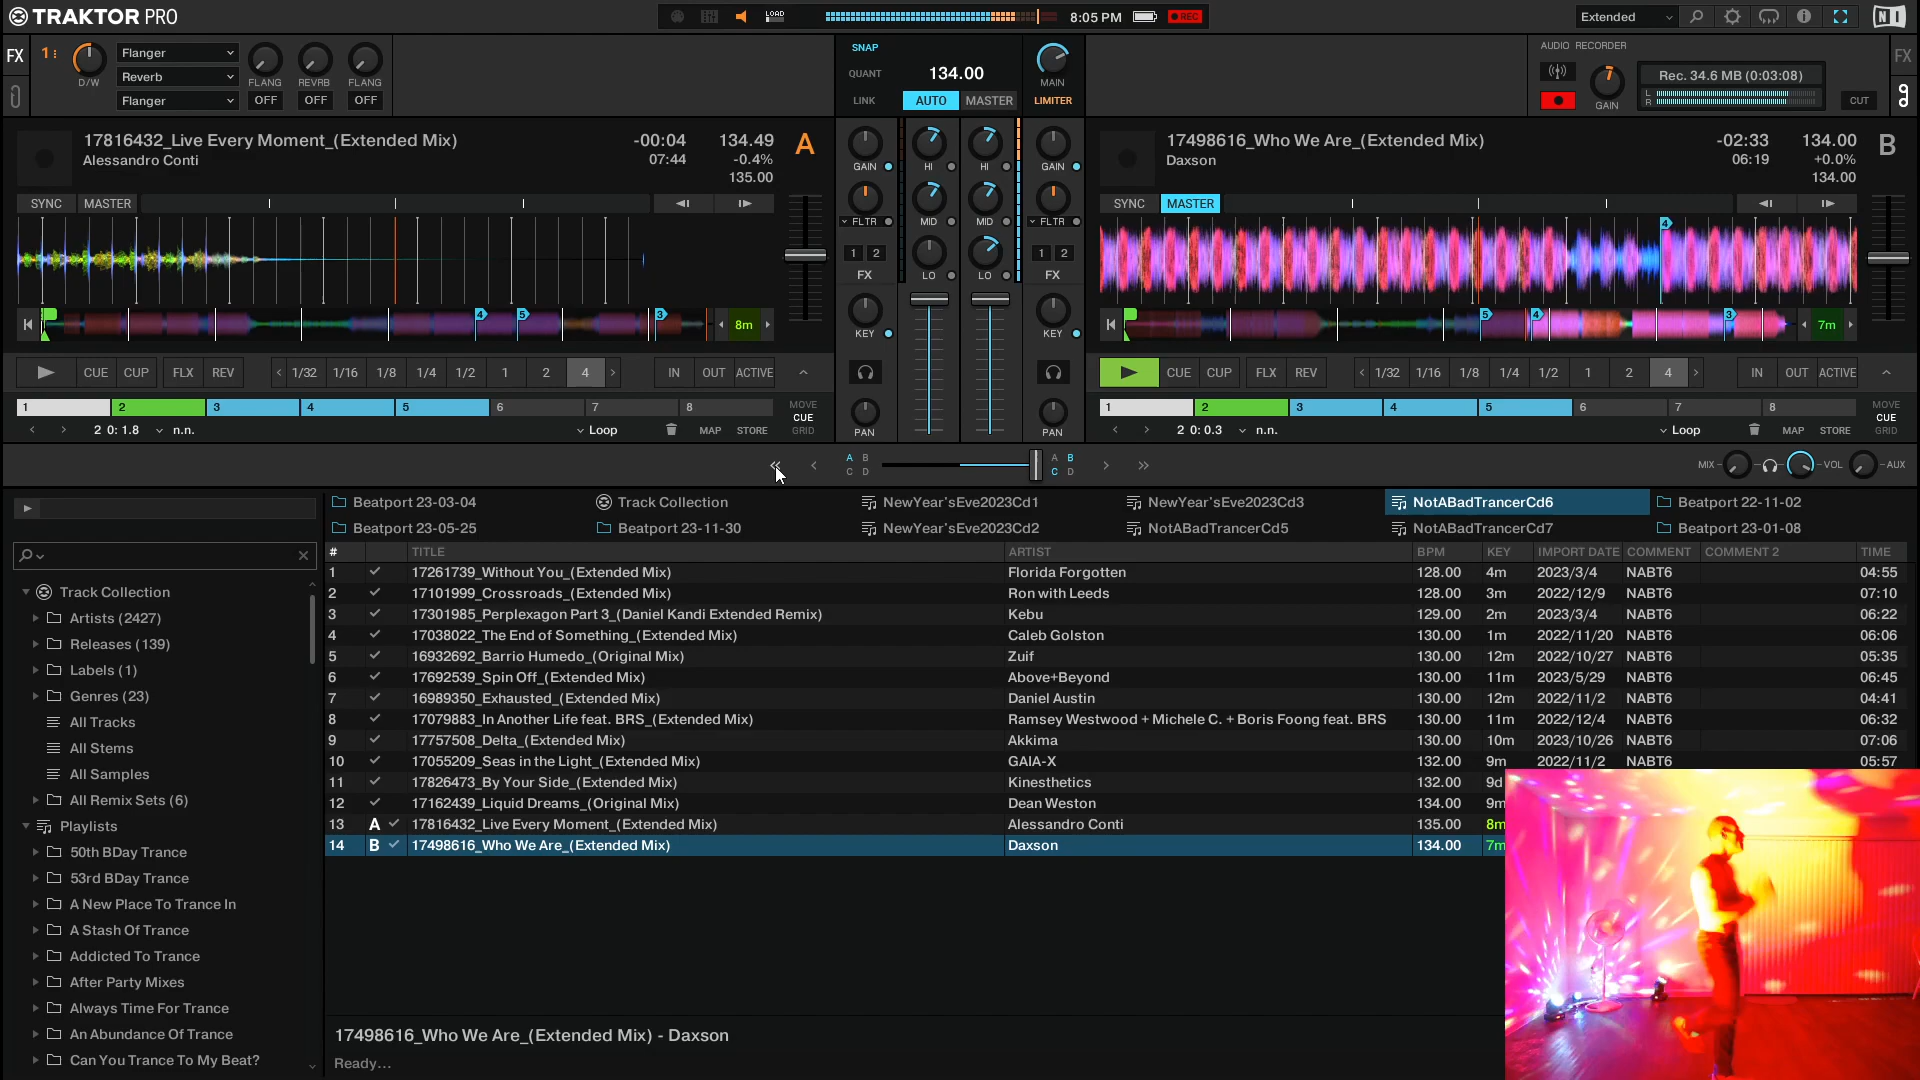 TRAKTOR PRO
LOAD
8:05 PM
REC
Extended
FX
1
D/W
Flanger
Reverb
Flanger
FLANG
REVRB
FLANG
OFF
OFF
OFF
SNAP
QUANT
134.00
LINK
AUTO
MASTER
MAIN
LIMITER
AUDIO RECORDER
GAIN
Rec. 34.6 MB (0:03:08)
L
R
CUT
FX
17816432_Live Every Moment_(Extended Mix)
Alessandro Conti
-00:04
07:44
134.49
-0.4%
135.00
A
SYNC
MASTER
4
5
3
8m
CUE
CUP
FLX
REV
1/32
1/16
1/8
1/4
1/2
1
2
4
IN
OUT
ACTIVE
1
2
3
4
5
6
7
8
MOVE
CUE
GRID
2 0: 1.8
n.n.
Loop
MAP
STORE
GAIN
HI
HI
GAIN
FLTR
MID
MID
FLTR
1
2
FX
LO
LO
1
2
FX
KEY
KEY
PAN
PAN
17498616_Who We Are_(Extended Mix)
Daxson
-02:33
06:19
134.00
+0.0%
134.00
B
SYNC
MASTER
4
5
4
3
7m
CUE
CUP
FLX
REV
1/32
1/16
1/8
1/4
1/2
1
2
4
IN
OUT
ACTIVE
1
2
3
4
5
6
7
8
MOVE
CUE
GRID
2 0: 0.3
n.n.
Loop
MAP
STORE
A B
C D
A B
C D
MIX
VOL
AUX
Beatport 23-03-04
Track Collection
NewYear'sEve2023Cd1
NewYear'sEve2023Cd3
NotABadTrancerCd6
Beatport 22-11-02
Beatport 23-05-25
Beatport 23-11-30
NewYear'sEve2023Cd2
NotABadTrancerCd5
NotABadTrancerCd7
Beatport 23-01-08
Track Collection
Artists (2427)
Releases (139)
Labels (1)
Genres (23)
All Tracks
All Stems
All Samples
All Remix Sets (6)
Playlists
50th BDay Trance
53rd BDay Trance
A New Place To Trance In
A Stash Of Trance
Addicted To Trance
After Party Mixes
Always Time For Trance
An Abundance Of Trance
Can You Trance To My Beat?
# TITLE ARTIST BPM KEY IMPORT DATE COMMENT COMMENT 2 TIME
1 17261739_Without You_(Extended Mix) Florida Forgotten 128.00 4m 2023/3/4 NABT6 04:55
2 17101999_Crossroads_(Extended Mix) Ron with Leeds 128.00 3m 2022/12/9 NABT6 07:10
3 17301985_Perplexagon Part 3_(Daniel Kandi Extended Remix) Kebu 129.00 2m 2023/3/4 NABT6 06:22
4 17038022_The End of Something_(Extended Mix) Caleb Golston 130.00 1m 2022/11/20 NABT6 06:06
5 16932692_Barrio Humedo_(Original Mix) Zuif 130.00 12m 2022/10/27 NABT6 05:35
6 17692539_Spin Off_(Extended Mix) Above+Beyond 130.00 11m 2023/5/29 NABT6 06:45
7 16989350_Exhausted_(Extended Mix) Daniel Austin 130.00 12m 2022/11/2 NABT6 04:41
8 17079883_In Another Life feat. BRS_(Extended Mix) Ramsey Westwood + Michele C. + Boris Foong feat. BRS 130.00 11m 2022/12/4 NABT6 06:32
9 17757508_Delta_(Extended Mix) Akkima 130.00 10m 2023/10/26 NABT6 07:06
10 17055209_Seas in the Light_(Extended Mix) GAIA-X 132.00 9m 2022/11/2 NABT6 05:57
11 17826473_By Your Side_(Extended Mix) Kinesthetics 132.00 9d
12 17162439_Liquid Dreams_(Original Mix) Dean Weston 134.00 9m
13 A 17816432_Live Every Moment_(Extended Mix) Alessandro Conti 135.00 8m
14 B 17498616_Who We Are_(Extended Mix) Daxson 134.00 7m
17498616_Who We Are_(Extended Mix) - Daxson
Ready...